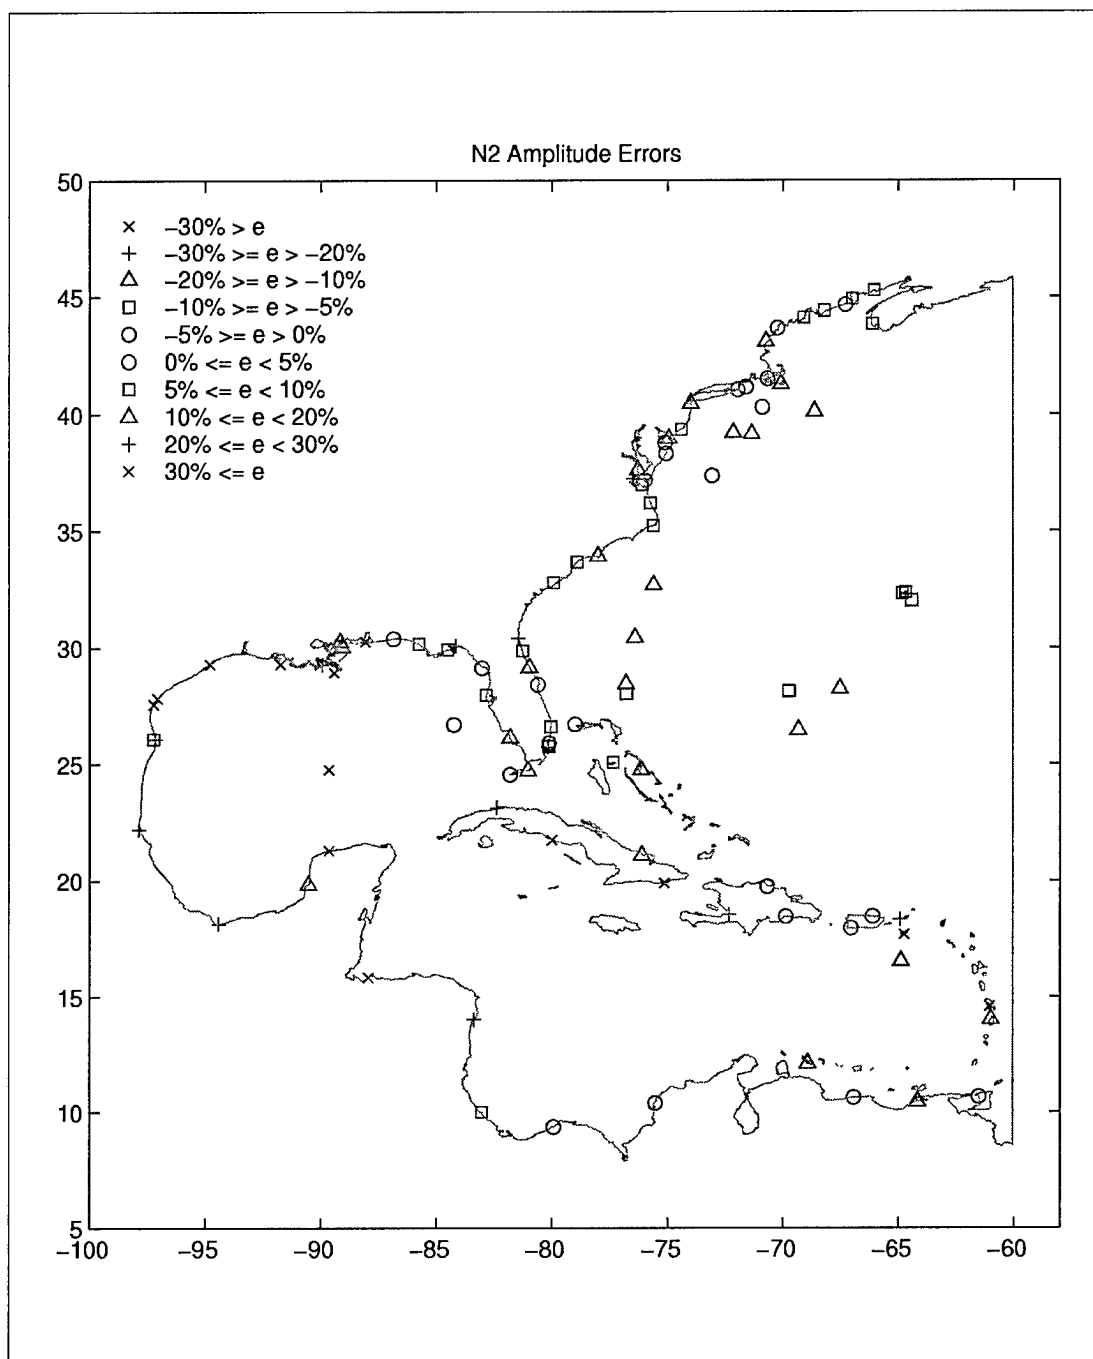 N2 Amplitude Errors
50
45
40
35
30
25
20
15
10
5
× −30% > e
+ −30% >= e > −20%
△ −20% >= e > −10%
□ −10% >= e > −5%
○ −5% >= e > 0%
○ 0% <= e < 5%
□ 5% <= e < 10%
△ 10% <= e < 20%
+ 20% <= e < 30%
× 30% <= e
−100 −95 −90 −85 −80 −75 −70 −65 −60